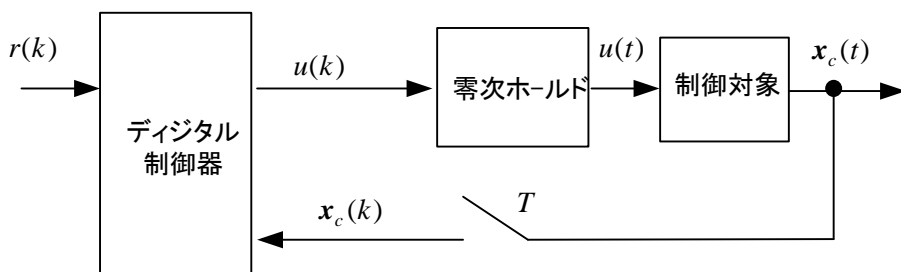 r(k)
ディジタル
制御器
u(k)
零次ホールド
u(t)
制御対象
x_c(t)
x_c(k)
T